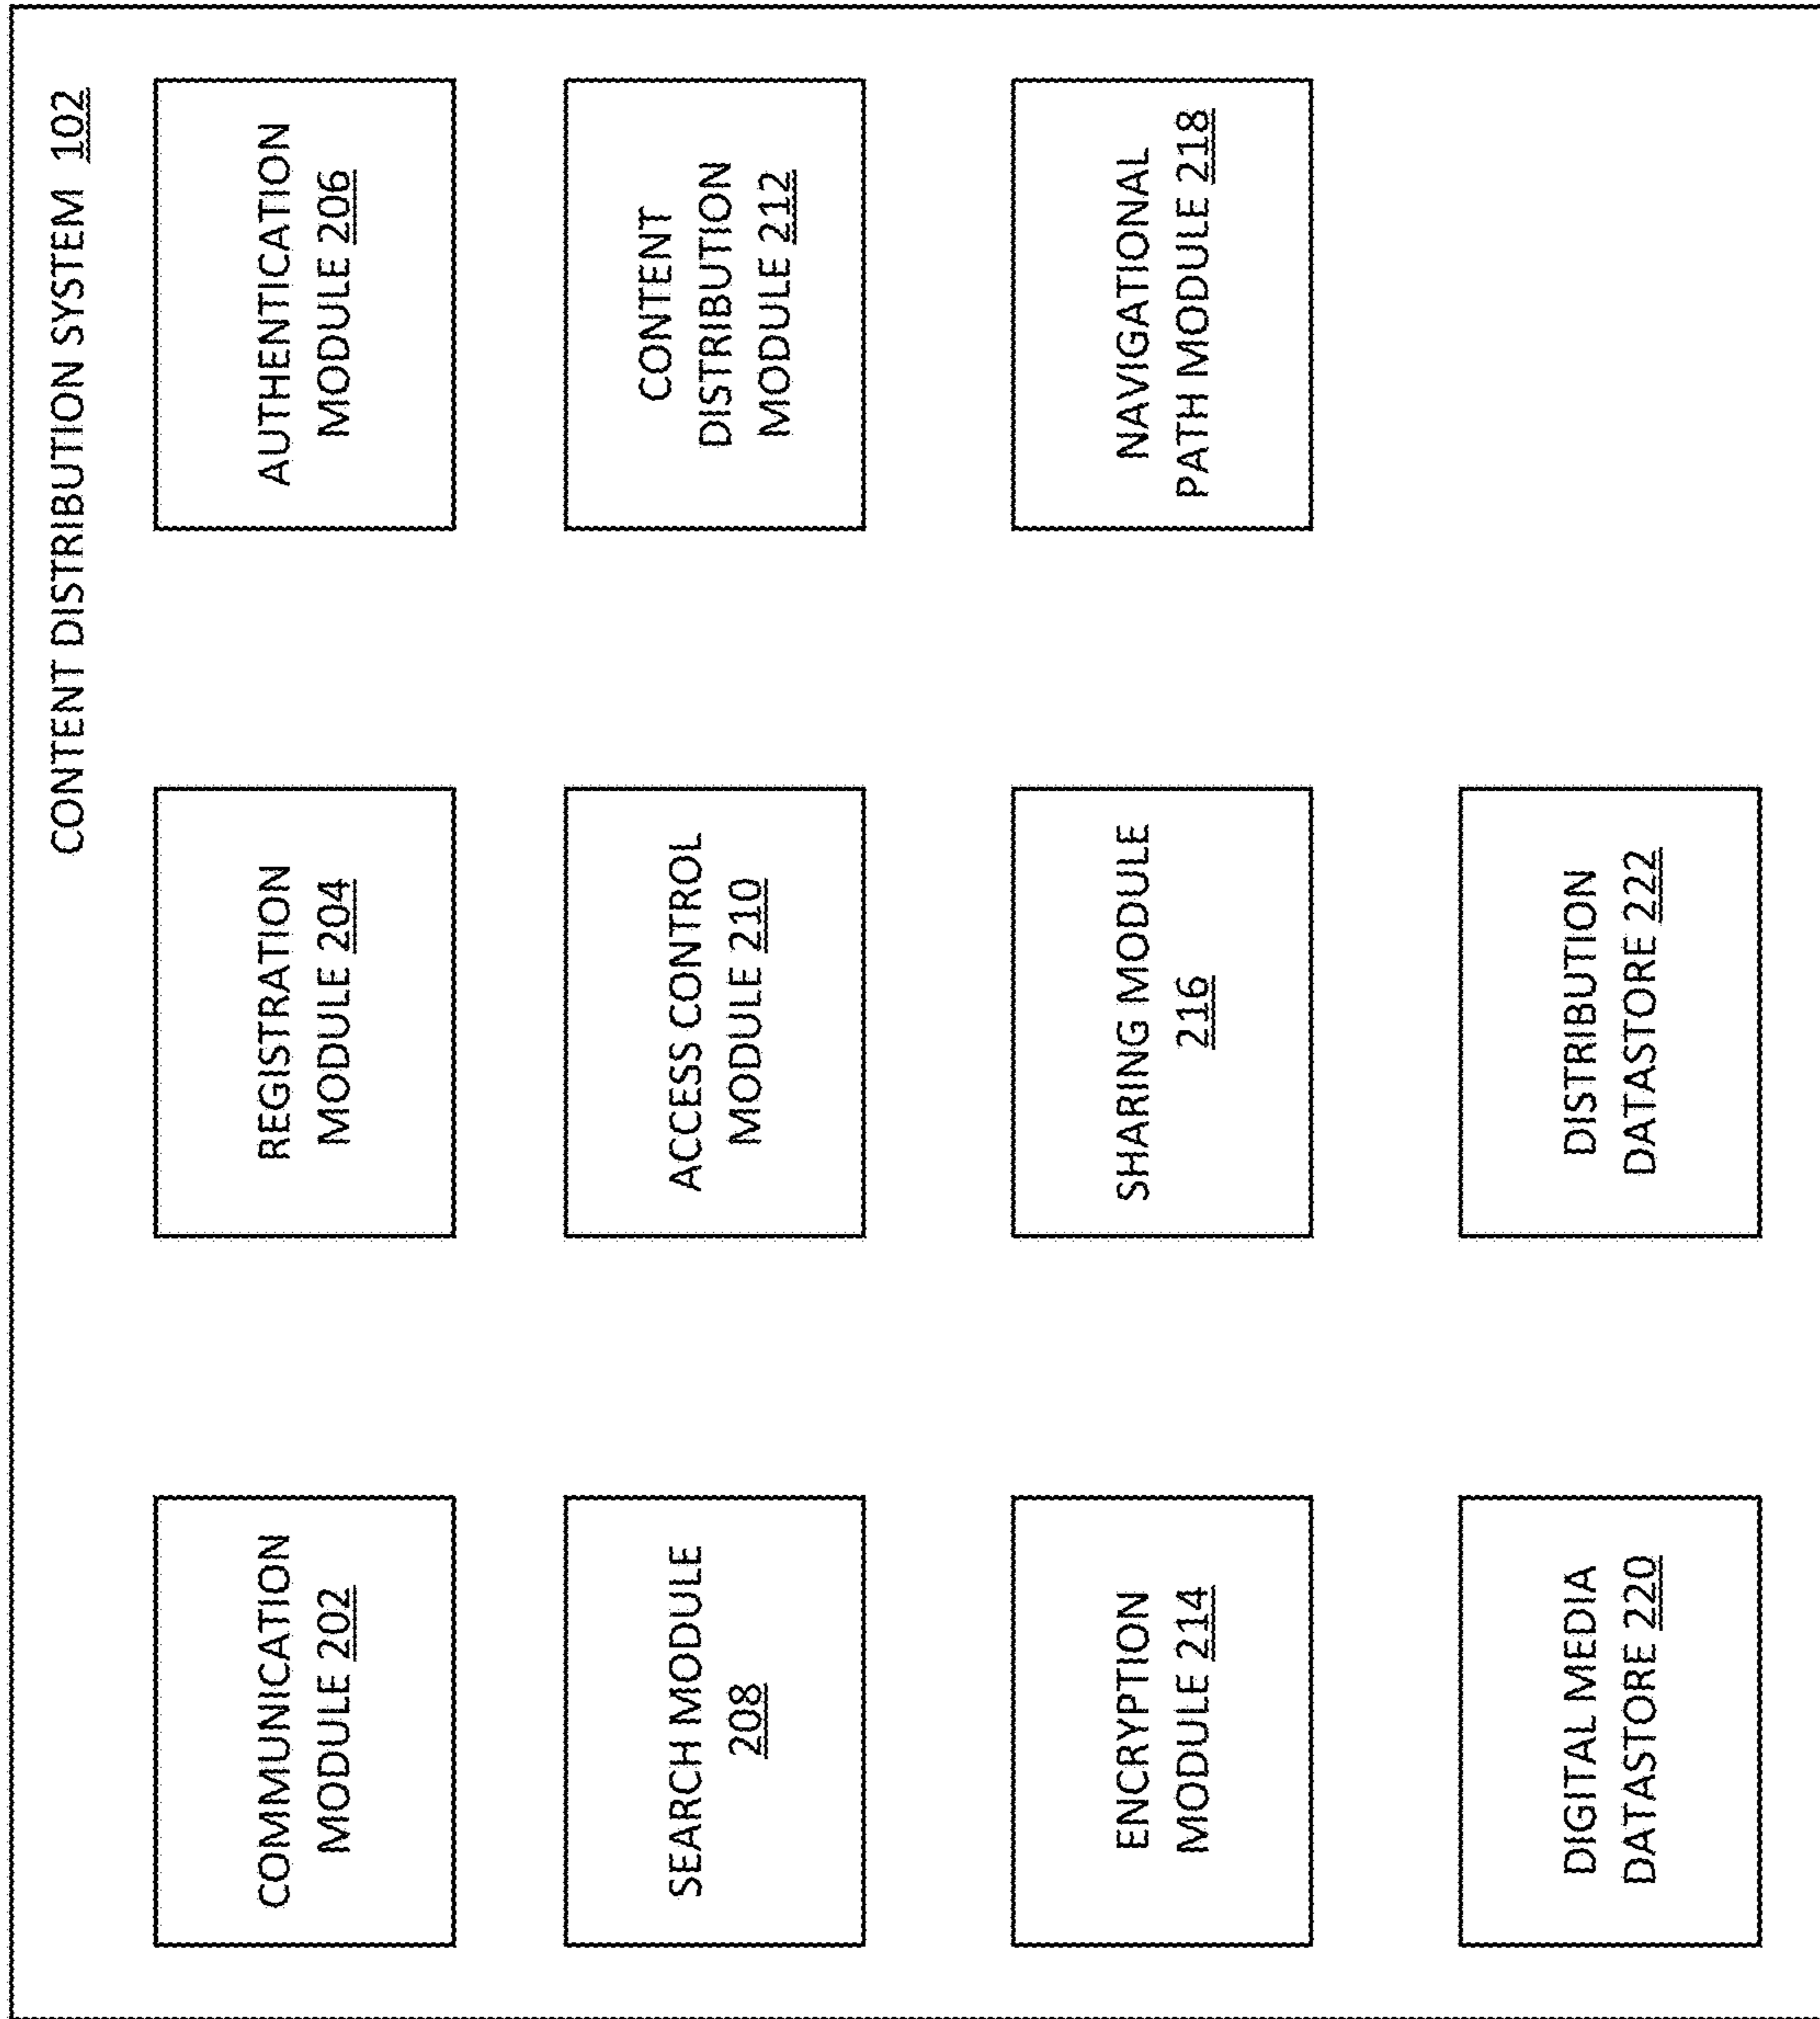 CONTENT DISTRIBUTION SYSTEM 102
COMMUNICATION
MODULE 202
REGISTRATION
MODULE 204
AUTHENTICATION
MODULE 206
SEARCH MODULE
208
ACCESS CONTROL
MODULE 210
CONTENT
DISTRIBUTION
MODULE 212
ENCRYPTION
MODULE 214
SHARING MODULE
216
NAVIGATIONAL
PATH MODULE 218
DIGITAL MEDIA
DATASTORE 220
DISTRIBUTION
DATASTORE 222